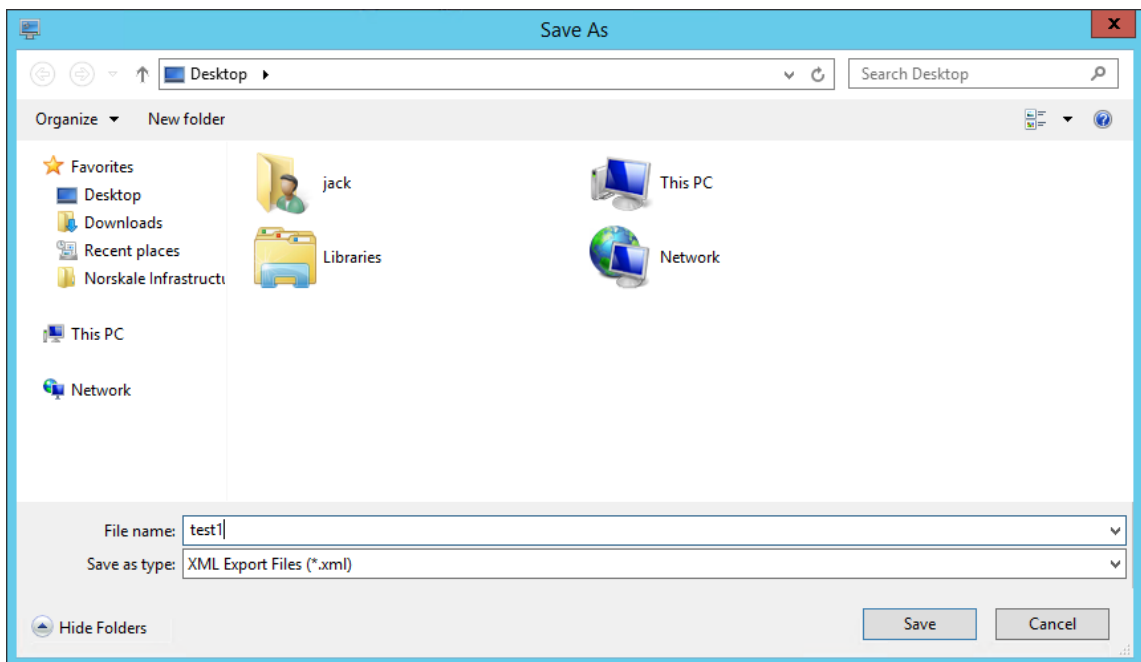 Save As
x
Desktop
Search Desktop
Organize
New folder
Favorites
Desktop
Downloads
Recent places
Norskale Infrastructu
This PC
Network
jack
This PC
Libraries
Network
File name: test1
Save as type: XML Export Files (*.xml)
Hide Folders
Save
Cancel